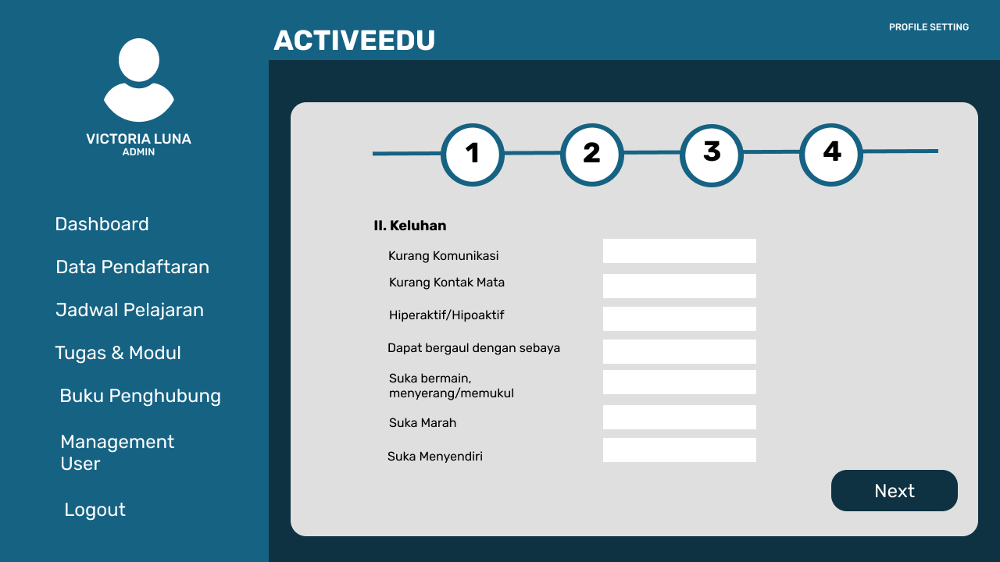 ACTIVEEDU
PROFILE SETTING
VICTORIA LUNA
ADMIN
Dashboard
Data Pendaftaran
Jadwal Pelajaran
Tugas & Modul
Buku Penghubung
Management
User
Logout
1 2 3 4
II. Keluhan
Kurang Komunikasi
Kurang Kontak Mata
Hiperaktif/Hipoaktif
Dapat bergaul dengan sebaya
Suka bermain,
menyerang/memukul
Suka Marah
Suka Menyendiri
Next